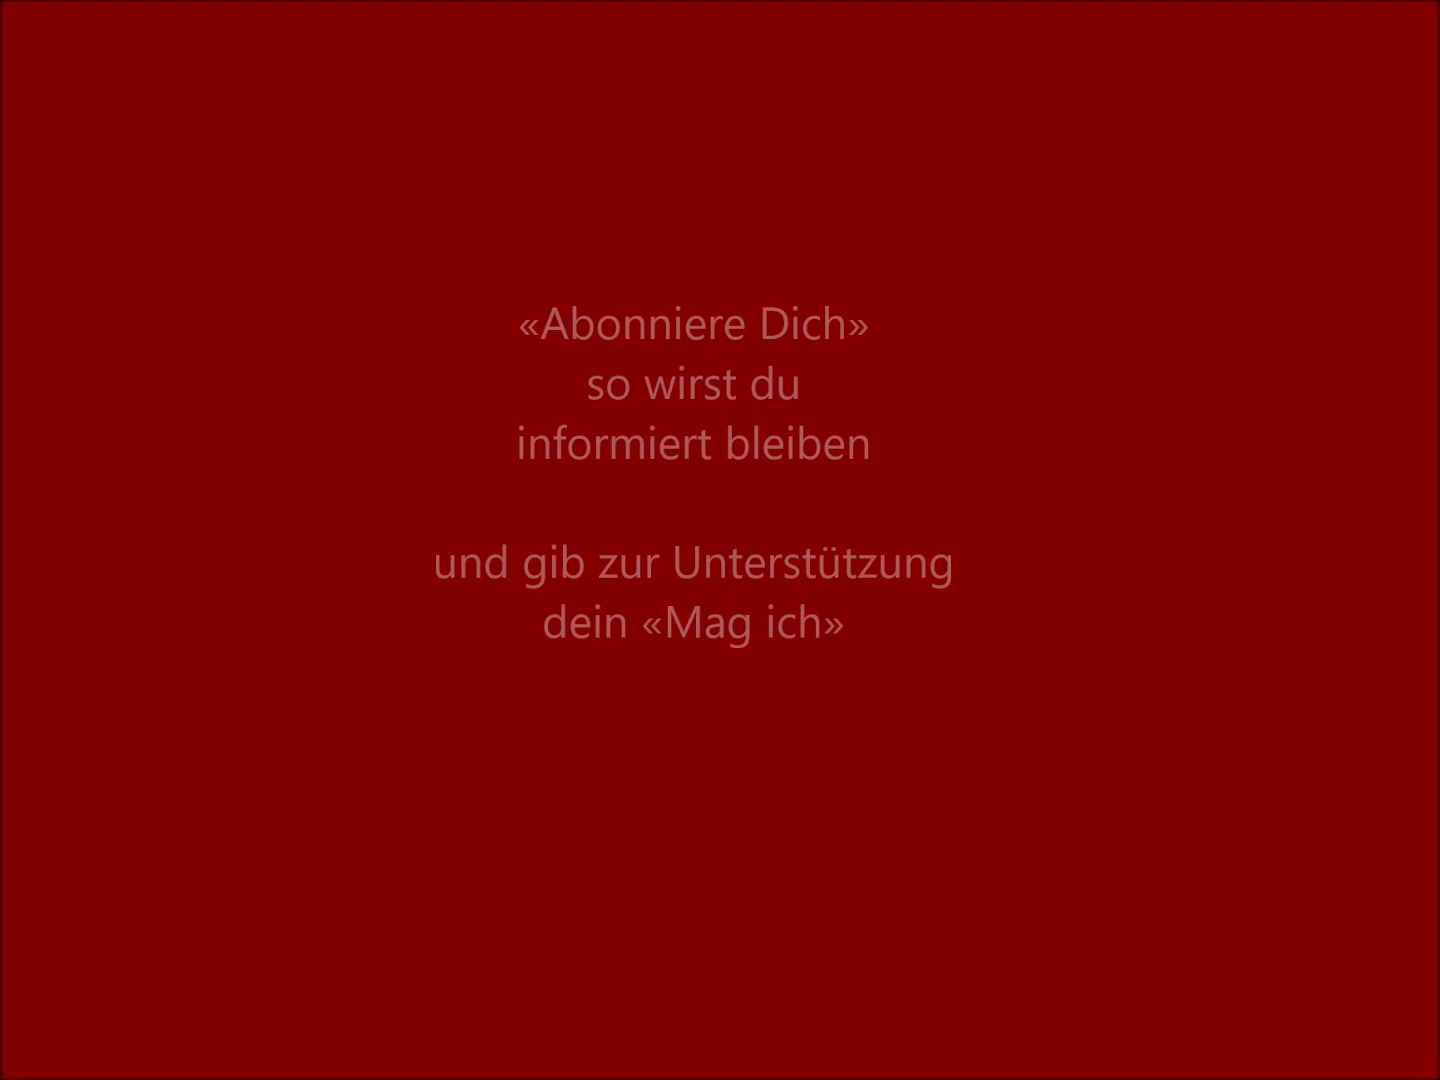 «Abonniere Dich»
so wirst du
informiert bleiben
und gib zur Unterstützung
dein «Mag ich»